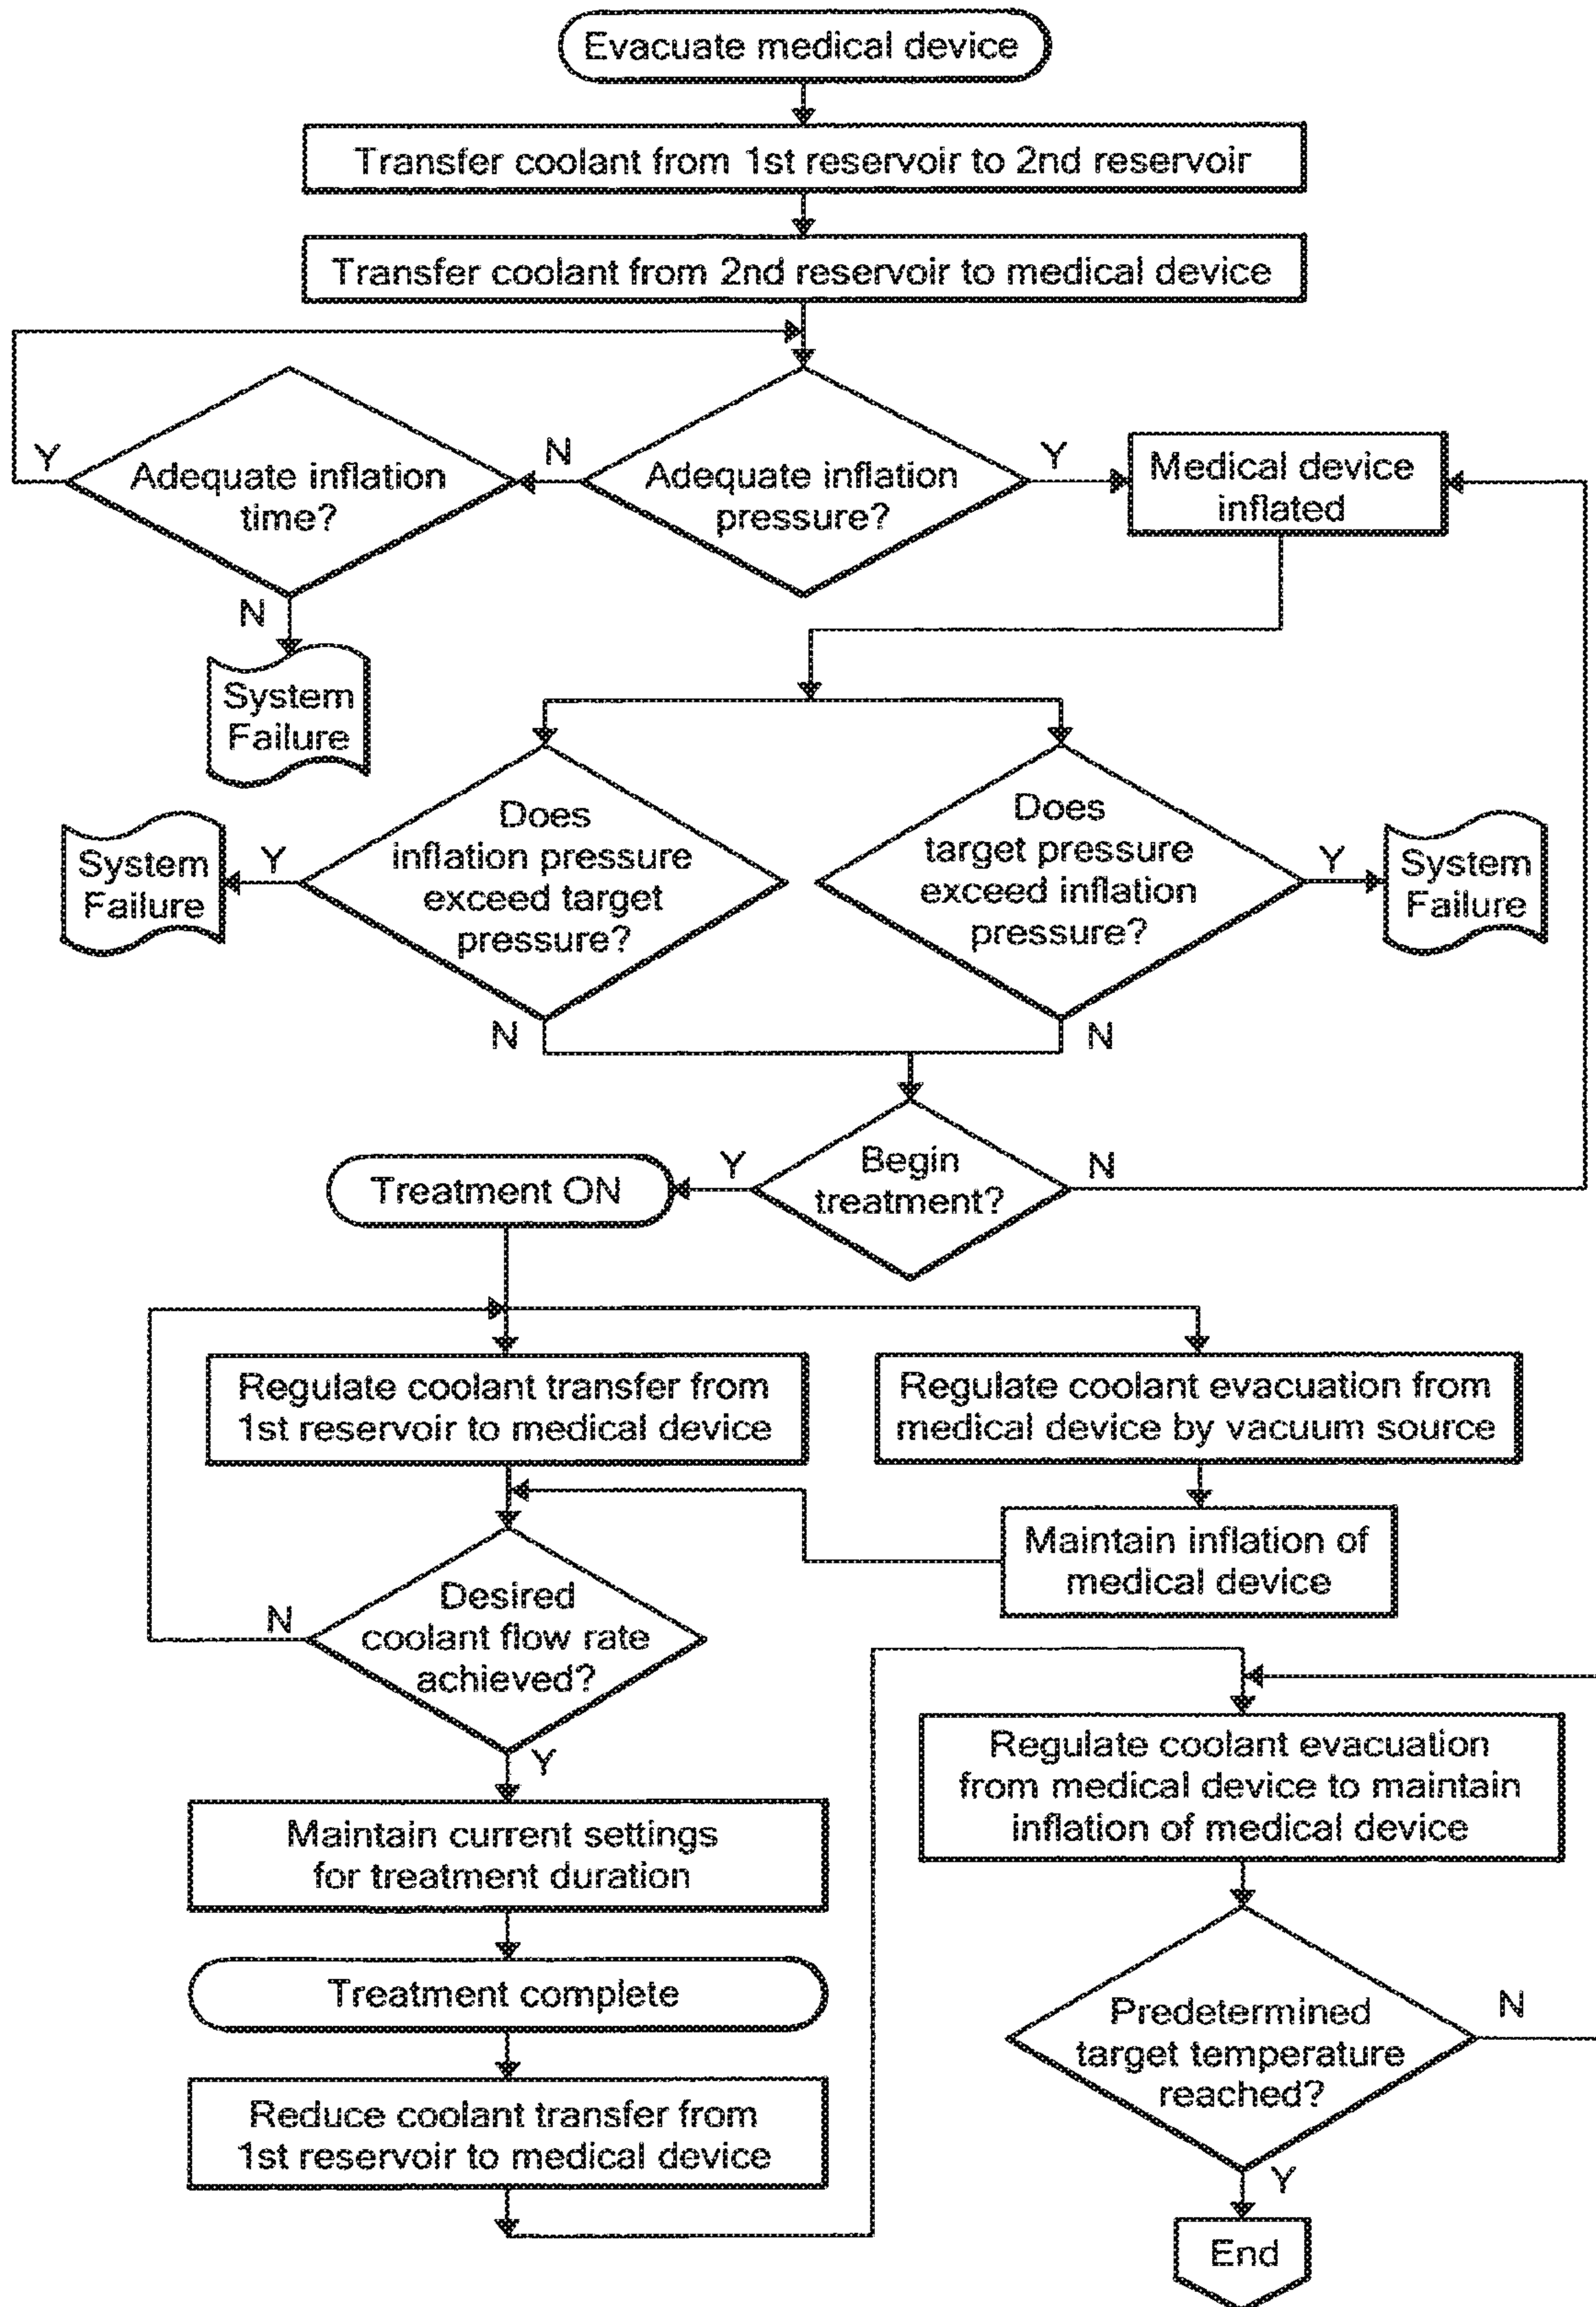 Evacuate medical device
Transfer coolant from 1st reservoir to 2nd reservoir
Transfer coolant from 2nd reservoir to medical device
Y
Adequate inflation
time?
N
Adequate inflation
pressure?
Y
Medical device
inflated
N
System
Failure
System
Failure
Y
Does
inflation pressure
exceed target
pressure?
Does
target pressure
exceed inflation
pressure?
Y
System
Failure
N
N
Treatment ON
Y
Begin
treatment?
N
Regulate coolant transfer from
1st reservoir to medical device
Regulate coolant evacuation from
medical device by vacuum source
Maintain inflation of
medical device
N
Desired
coolant flow rate
achieved?
Y
Maintain current settings
for treatment duration
Treatment complete
Reduce coolant transfer from
1st reservoir to medical device
Regulate coolant evacuation
from medical device to maintain
inflation of medical device
Predetermined
target temperature
reached?
N
Y
End